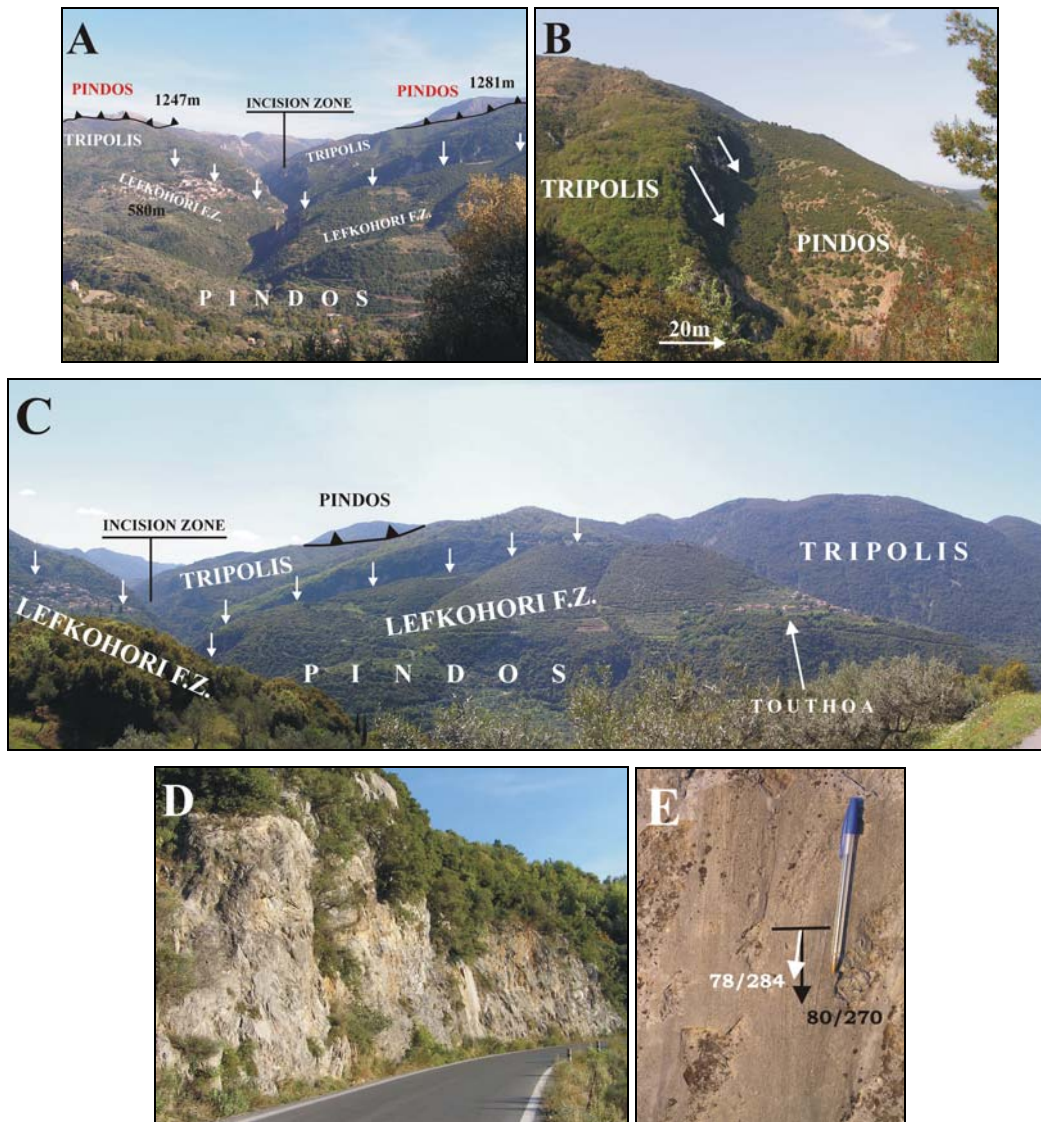 A
PINDOS
1247m
INCISION ZONE
PINDOS
1281m
TRIPOLIS
TRIPOLIS
LEFKOHORI F.Z.
580m
LEFKOHORI F.Z.
P I N D O S
B
TRIPOLIS
PINDOS
20m
C
PINDOS
INCISION ZONE
TRIPOLIS
T R I P O L I S
LEFKOHORI F.Z.
LEFKOHORI F.Z.
P I N D O S
T O U T H O A
D
E
78/284
80/270